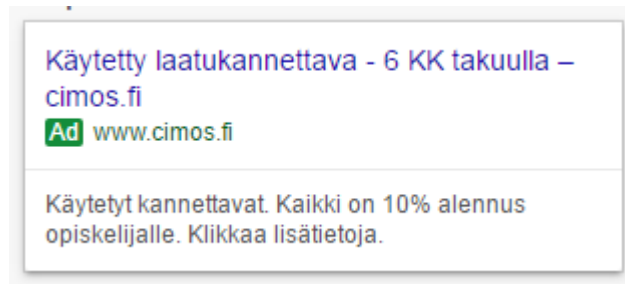 Käytetty laatukannettava - 6 KK takuulla –
cimos.fi
Ad www.cimos.fi
Käytetyt kannettavat. Kaikki on 10% alennus
opiskelijalle. Klikkaa lisätietoja.